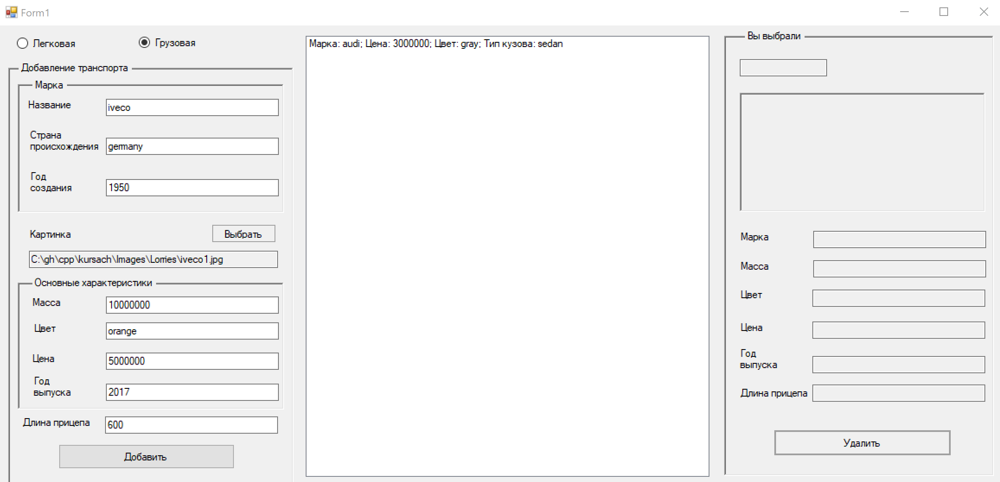 Form1
Легковая
Грузовая
Добавление транспорта
Марка
Название
iveco
Страна
происхождения
germany
Год
создания
1950
Картинка
Выбрать
C:\gh\cpp\kursach\Images\Lorries\iveco1.jpg
Основные характеристики
Масса
10000000
Цвет
orange
Цена
5000000
Год
выпуска
2017
Длина прицепа
600
Добавить
Марка: audi; Цена: 3000000; Цвет: gray; Тип кузова: sedan
Вы выбрали
Марка
Масса
Цвет
Цена
Год
выпуска
Длина прицепа
Удалить